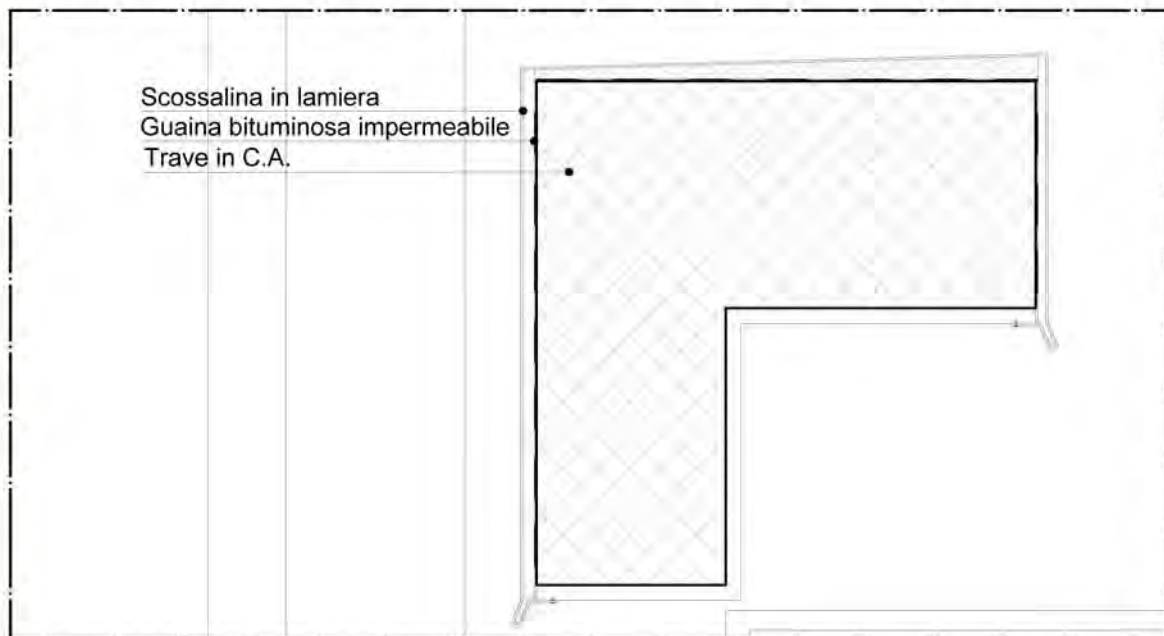 Scossalina in lamiera
Guaina bituminosa impermeabile
Trave in C.A.